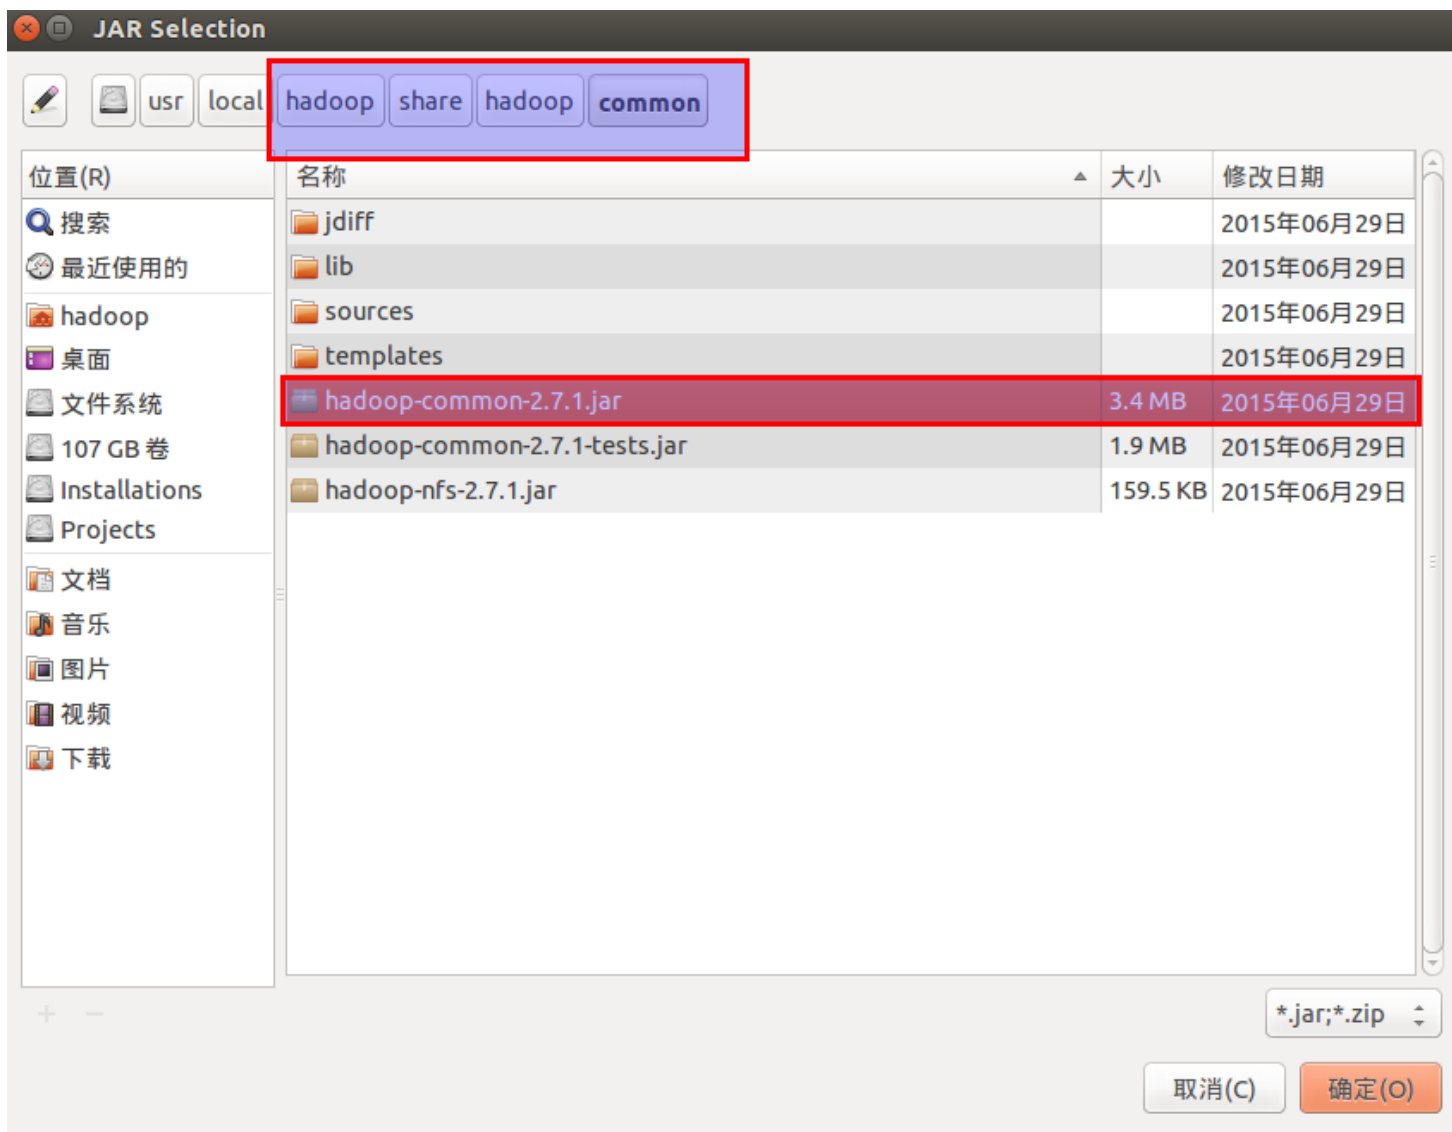 JAR Selection
usr local hadoop share hadoop common
位置(R) 名称 大小 修改日期
搜索 jdiff 2015年06月29日
最近使用的 lib 2015年06月29日
hadoop sources 2015年06月29日
桌面 templates 2015年06月29日
文件系统 hadoop-common-2.7.1.jar 3.4 MB 2015年06月29日
107 GB 卷 hadoop-common-2.7.1-tests.jar 1.9 MB 2015年06月29日
Installations hadoop-nfs-2.7.1.jar 159.5 KB 2015年06月29日
Projects
文档
音乐
图片
视频
下载
*.jar;*.zip
取消(C) 确定(O)